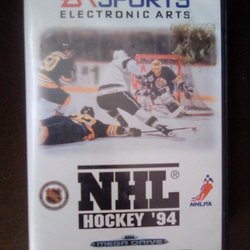 EA SPORTS
ELECTRONIC ARTS
NHL®
HOCKEY '94
NHLPA
MEGA DRIVE